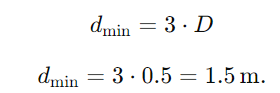 d_min = 3 · D
d_min = 3 · 0.5 = 1.5 m.